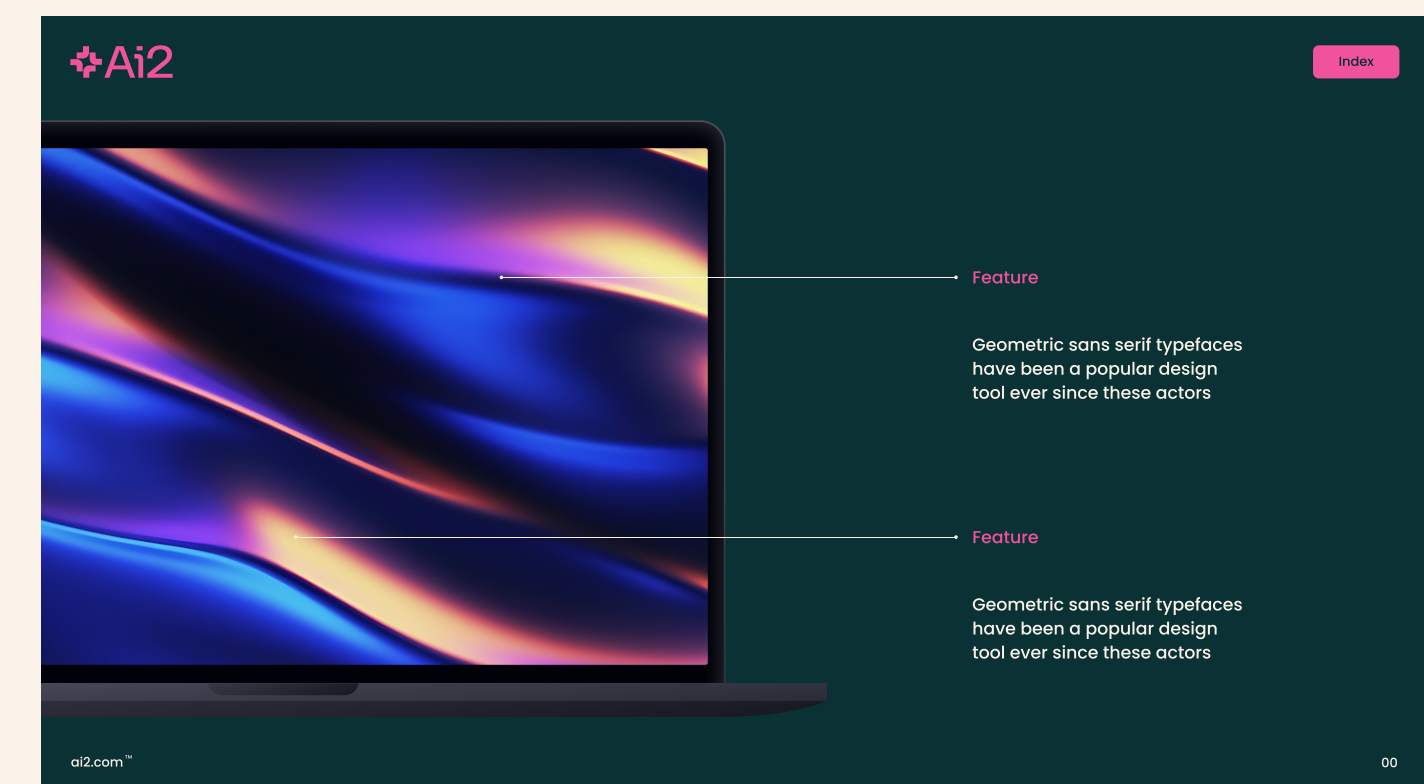 Ai2
Index
Feature
Geometric sans serif typefaces
have been a popular design
tool ever since these actors
Feature
Geometric sans serif typefaces
have been a popular design
tool ever since these actors
ai2.com™
00